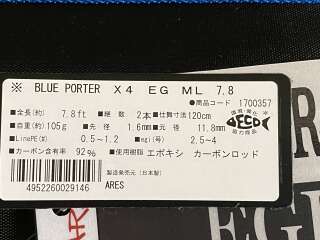 ※ BLUE PORTER X4 EG ML 7.8
●商品コード 1700357
■全長(約) 7.8ft ■継数 2本 ■仕舞寸法 120cm
■自重(約) 105g ■先径 1.6mm ■元径 11.8mm
■LinePE(#) 0.5~1.2 ■ 2.5~4
■カーボン含有率 92% ■使用樹脂 エポキシ カーボンロッド
製造発売元(日本製)
4952260029146 ARES
ECO
EGI